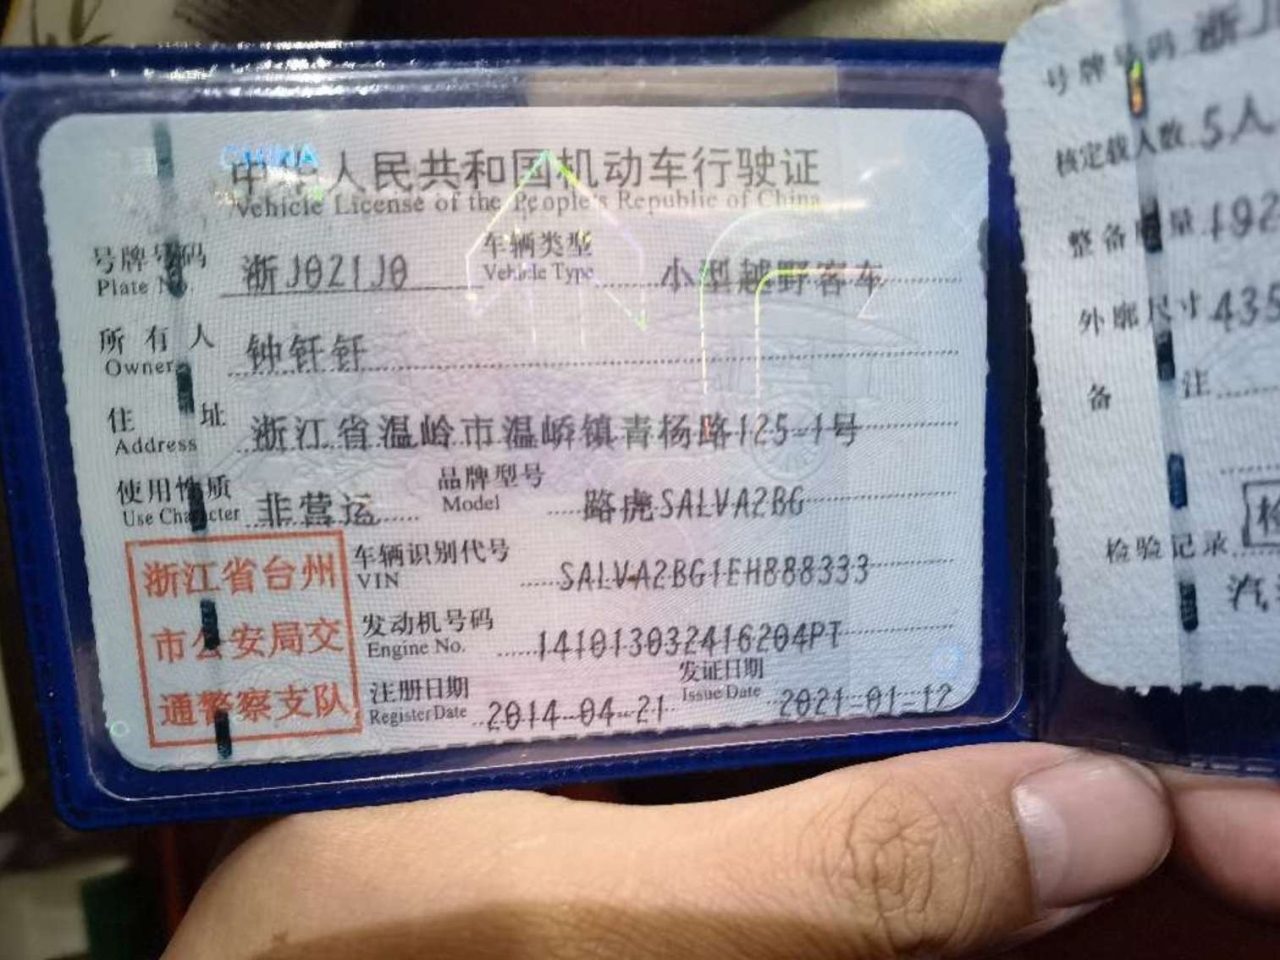 中华人民共和国机动车行驶证
Vehicle License of the People's Republic of China
号牌号码 浙J021J0 车辆类型 小型越野客车
Plate No. Vehicle Type
所有人 钟钎钎
Owner
住址 浙江省温岭市温峤镇青杨路125-1号
Address
使用性质 非营运 品牌型号 路虎SALVA2BG
Use Character Model
浙江省台州
市公安局交
通警察支队
车辆识别代号 SALVA2BG1EH888333
VIN
发动机号码 141013032416204PT
Engine No.
注册日期 2014-04-21 发证日期 2021-01-12
Register Date Issue Date
号牌号码 浙J
核定载人数 5人
整备质量 192
外廓尺寸 435
备注
检验记录 检
汽